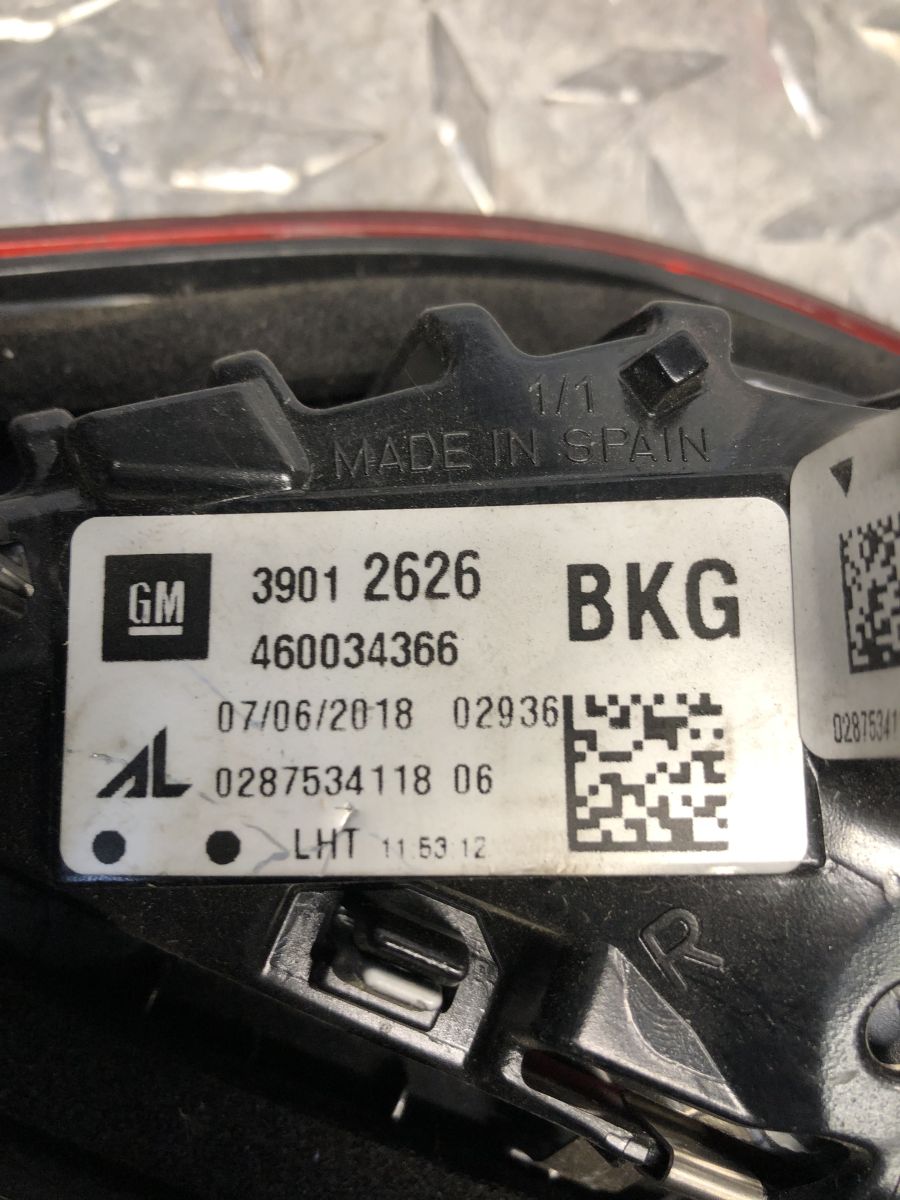 1/1
MADE IN SPAIN
GM
3901 2626
BKG
460034366
07/06/2018 02936
AL
0287534118 06
LHT 11:53:12
R